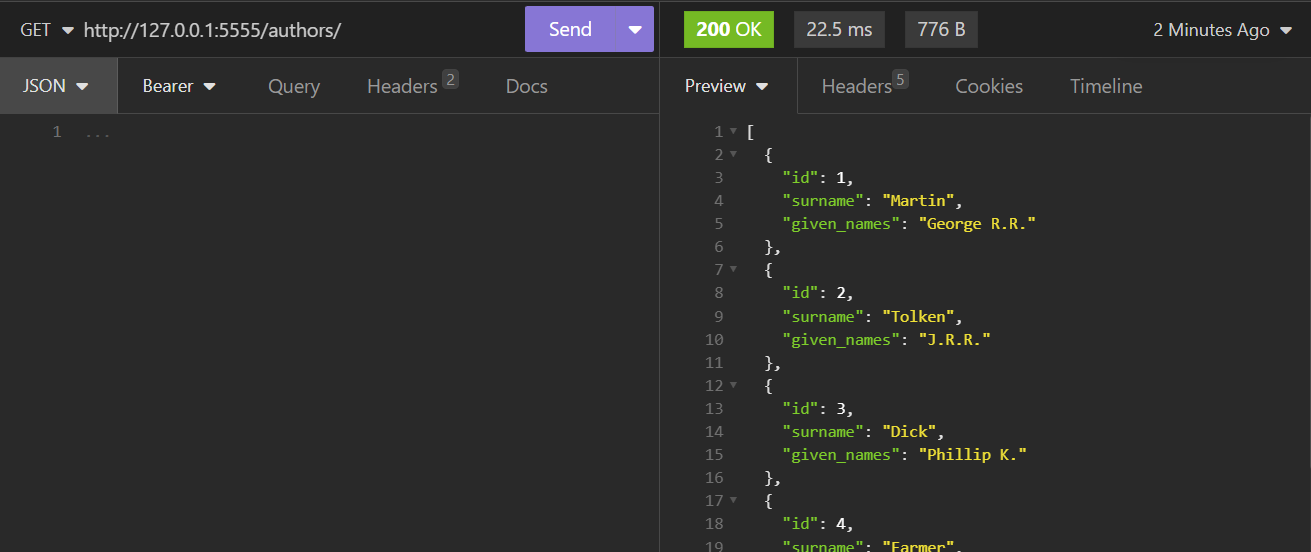 GET http://127.0.0.1:5555/authors/ Send
200 OK 22.5 ms 776 B 2 Minutes Ago
JSON Bearer Query Headers 2 Docs
Preview Headers 5 Cookies Timeline
1 ...
1 [
2 {
3 "id": 1,
4 "surname": "Martin",
5 "given_names": "George R.R."
6 },
7 {
8 "id": 2,
9 "surname": "Tolken",
10 "given_names": "J.R.R."
11 },
12 {
13 "id": 3,
14 "surname": "Dick",
15 "given_names": "Phillip K."
16 },
17 {
18 "id": 4,
19 "surname": "Farmer",